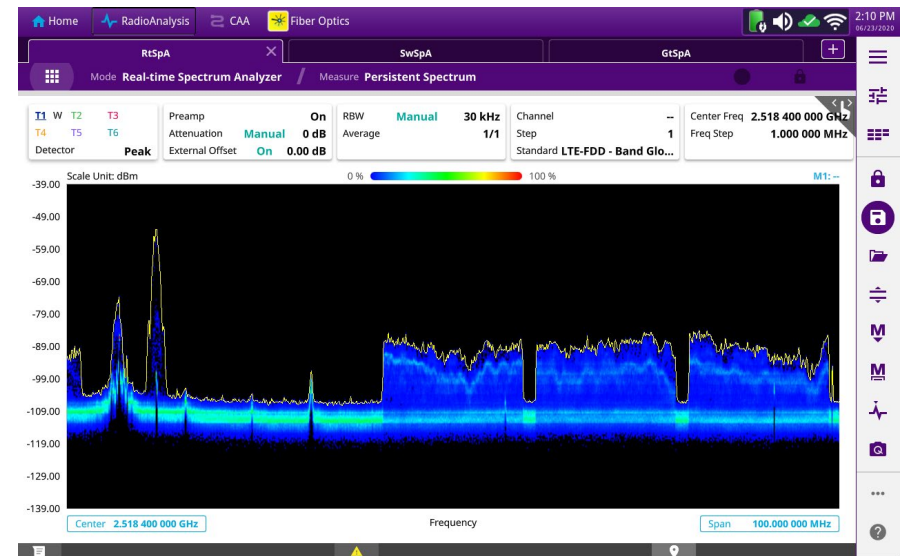 Home RadioAnalysis CAA Fiber Optics 2:10 PM
06/23/2020
RtSpA SwSpA GtSpA
Mode Real-time Spectrum Analyzer / Measure Persistent Spectrum
T1 W T2 T3 Preamp On RBW Manual 30 kHz Channel -- Center Freq 2.518 400 000 GHz
T4 T5 T6 Attenuation Manual 0 dB Average 1/1 Step 1 Freq Step 1.000 000 MHz
Detector Peak External Offset On 0.00 dB Standard LTE-FDD - Band Glo...
Scale Unit: dBm 0 % 100 % M1: --
-39.00
-49.00
-59.00
-69.00
-79.00
-89.00
-99.00
-109.00
-119.00
-129.00
-139.00
Center 2.518 400 000 GHz Frequency Span 100.000 000 MHz
M
M